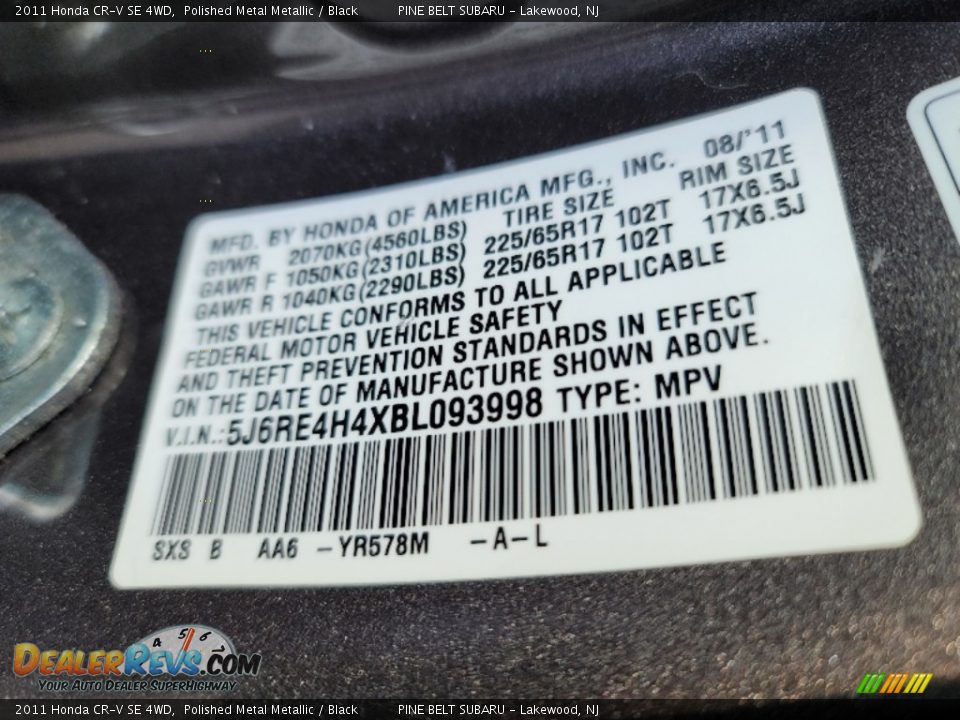 2011 Honda CR-V SE 4WD, Polished Metal Metallic / Black PINE BELT SUBARU - Lakewood, NJ
MFD. BY HONDA OF AMERICA MFG., INC. 08/'11
GVWR 2070KG(4560LBS) TIRE SIZE RIM SIZE
GAWR F 1050KG(2310LBS) 225/65R17 102T 17X6.5J
GAWR R 1040KG(2290LBS) 225/65R17 102T 17X6.5J
THIS VEHICLE CONFORMS TO ALL APPLICABLE
FEDERAL MOTOR VEHICLE SAFETY
AND THEFT PREVENTION STANDARDS IN EFFECT
ON THE DATE OF MANUFACTURE SHOWN ABOVE.
V.I.N.:5J6RE4H4XBL093998 TYPE: MPV
SXS B AA6 -YR578M -A-L
4 5 6
DEALERREVS.COM
YOUR AUTO DEALER SUPERHIGHWAY
2011 Honda CR-V SE 4WD, Polished Metal Metallic / Black PINE BELT SUBARU - Lakewood, NJ